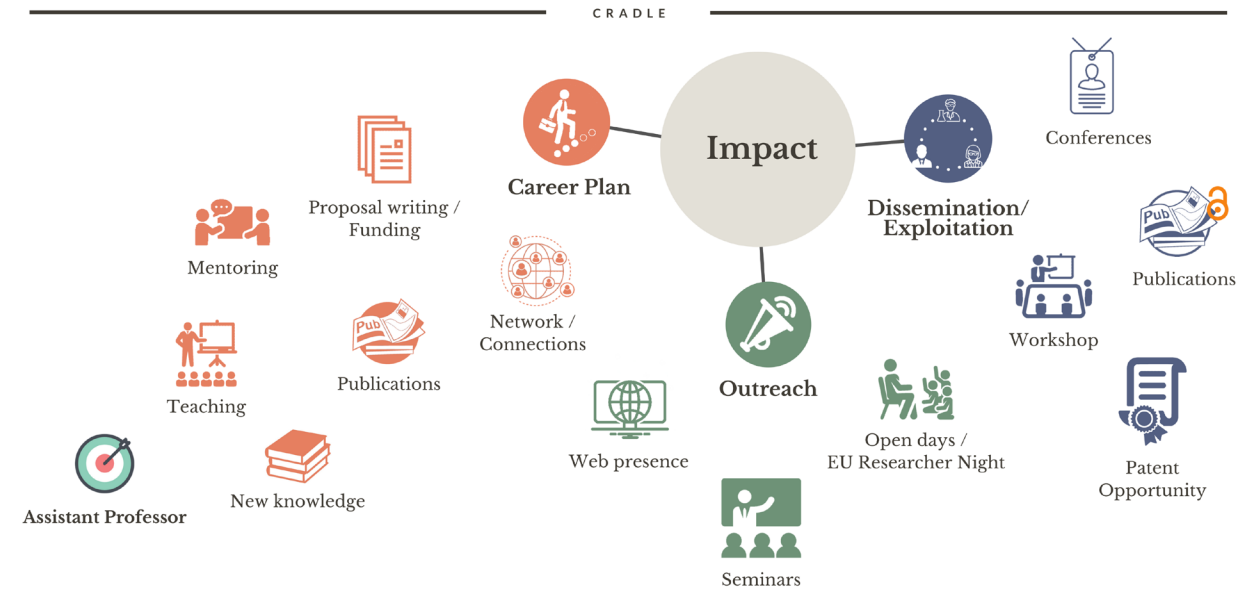 CRADLE
Impact
Career Plan
Proposal writing /
Funding
Mentoring
Network /
Connections
Pub
Publications
Teaching
New knowledge
Assistant Professor
Outreach
Web presence
Open days /
EU Researcher Night
Seminars
Dissemination/
Exploitation
Conferences
Pub
Publications
Workshop
Patent
Opportunity